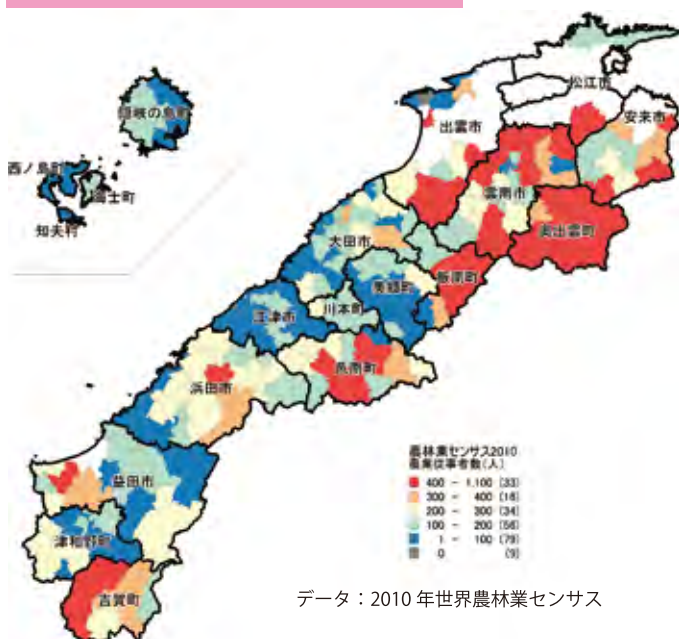 松江市
安来市
出雲市
隠岐の島町
雲南市
西ノ島町
海士町
奥出雲町
知夫村
大田市
飯南町
美郷町
川本町
江津市
邑南町
浜田市
農林業センサス2010
農業従事者数(人)
400 - 1,100 (33)
300 - 400 (16)
200 - 300 (34)
100 - 200 (56)
1 - 100 (79)
0 (9)
益田市
津和野町
吉賀町
データ：2010 年世界農林業センサス